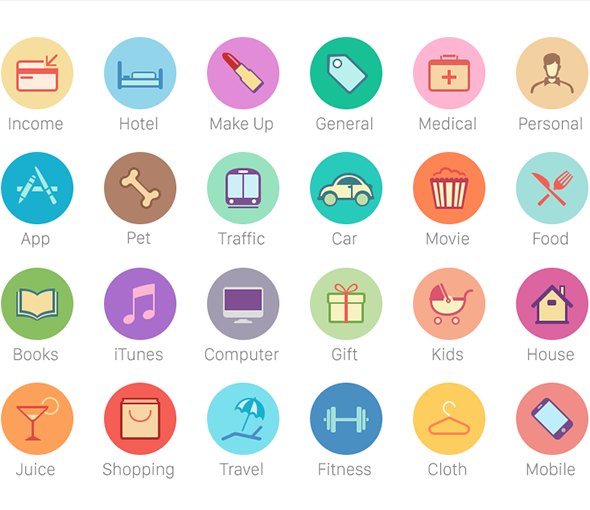 Income Hotel Make Up General Medical Personal
App Pet Traffic Car Movie Food
Books iTunes Computer Gift Kids House
Juice Shopping Travel Fitness Cloth Mobile